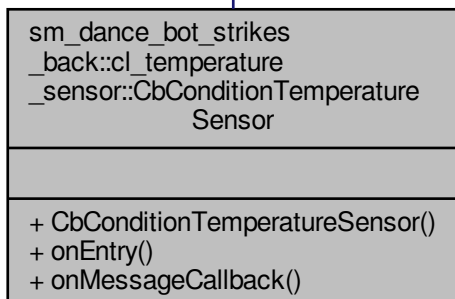 sm_dance_bot_strikes
_back::cl_temperature
_sensor::CbConditionTemperature
Sensor
+ CbConditionTemperatureSensor()
+ onEntry()
+ onMessageCallback()